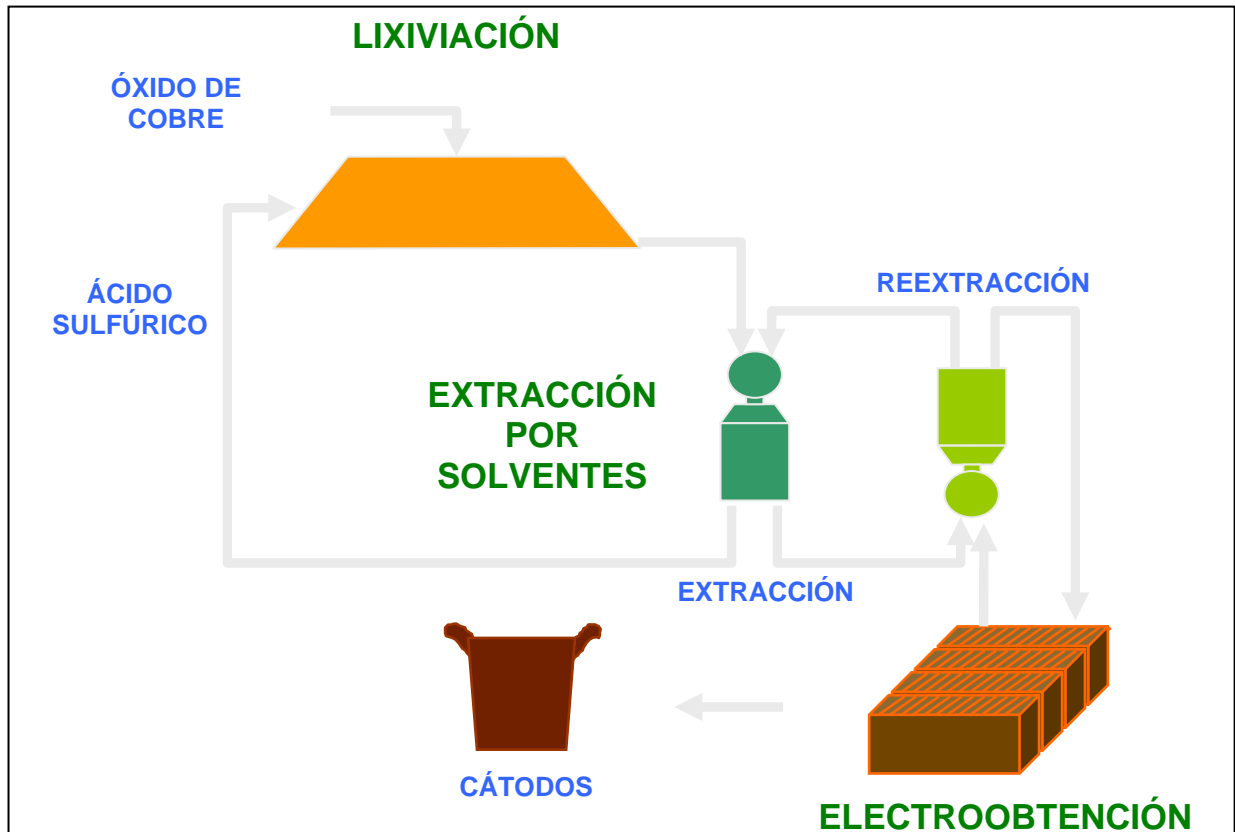 LIXIVIACIÓN
ÓXIDO DE
COBRE
ÁCIDO
SULFÚRICO
REEXTRACCIÓN
EXTRACCIÓN
POR
SOLVENTES
EXTRACCIÓN
CÁTODOS
ELECTROOBTENCIÓN